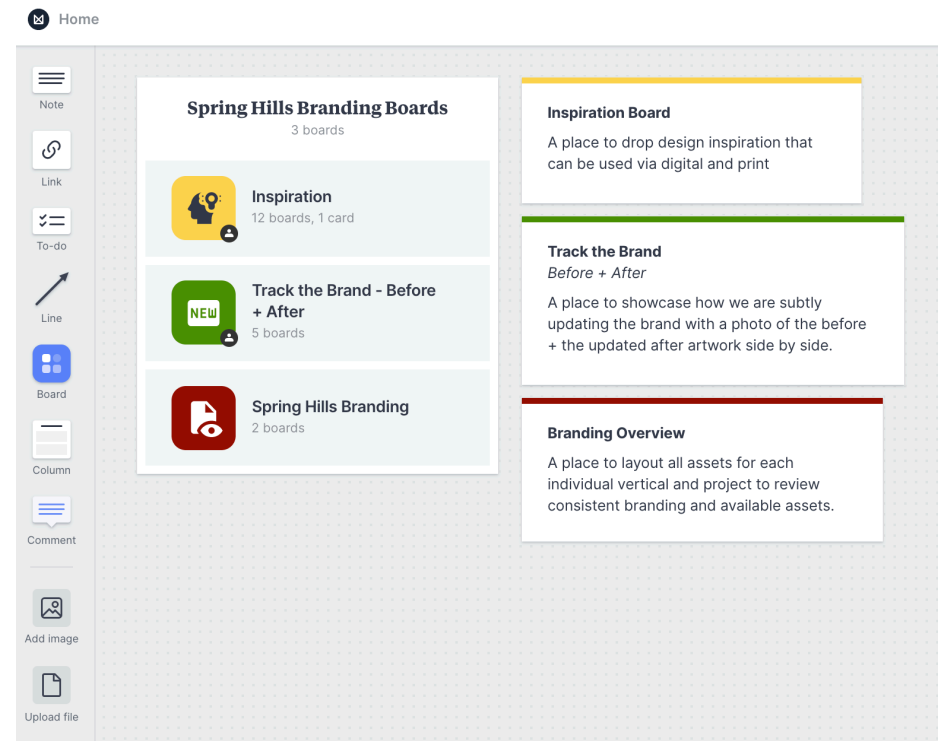 Home
Note
Link
To-do
Line
Board
Column
Comment
Add image
Upload file
Spring Hills Branding Boards
3 boards
Inspiration
12 boards, 1 card
NEW
Track the Brand - Before
+ After
5 boards
Spring Hills Branding
2 boards
Inspiration Board
A place to drop design inspiration that
can be used via digital and print
Track the Brand
Before + After
A place to showcase how we are subtly
updating the brand with a photo of the before
+ the updated after artwork side by side.
Branding Overview
A place to layout all assets for each
individual vertical and project to review
consistent branding and available assets.